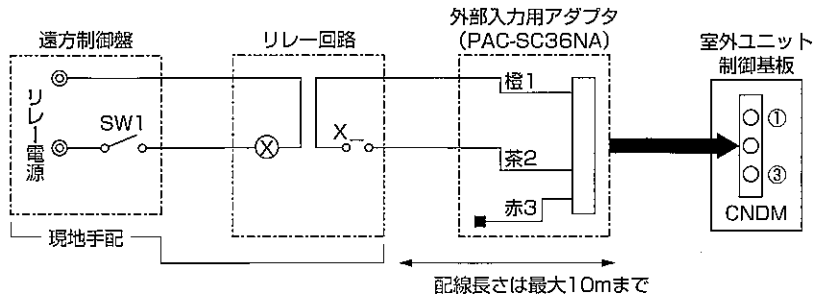 遠方制御盤
リレー回路
外部入力用アダプタ
(PAC-SC36NA)
室外ユニット
制御基板
リレー電源
SW1
X
X
橙1
茶2
赤3
①
③
CNDM
現地手配
配線長さは最大10mまで